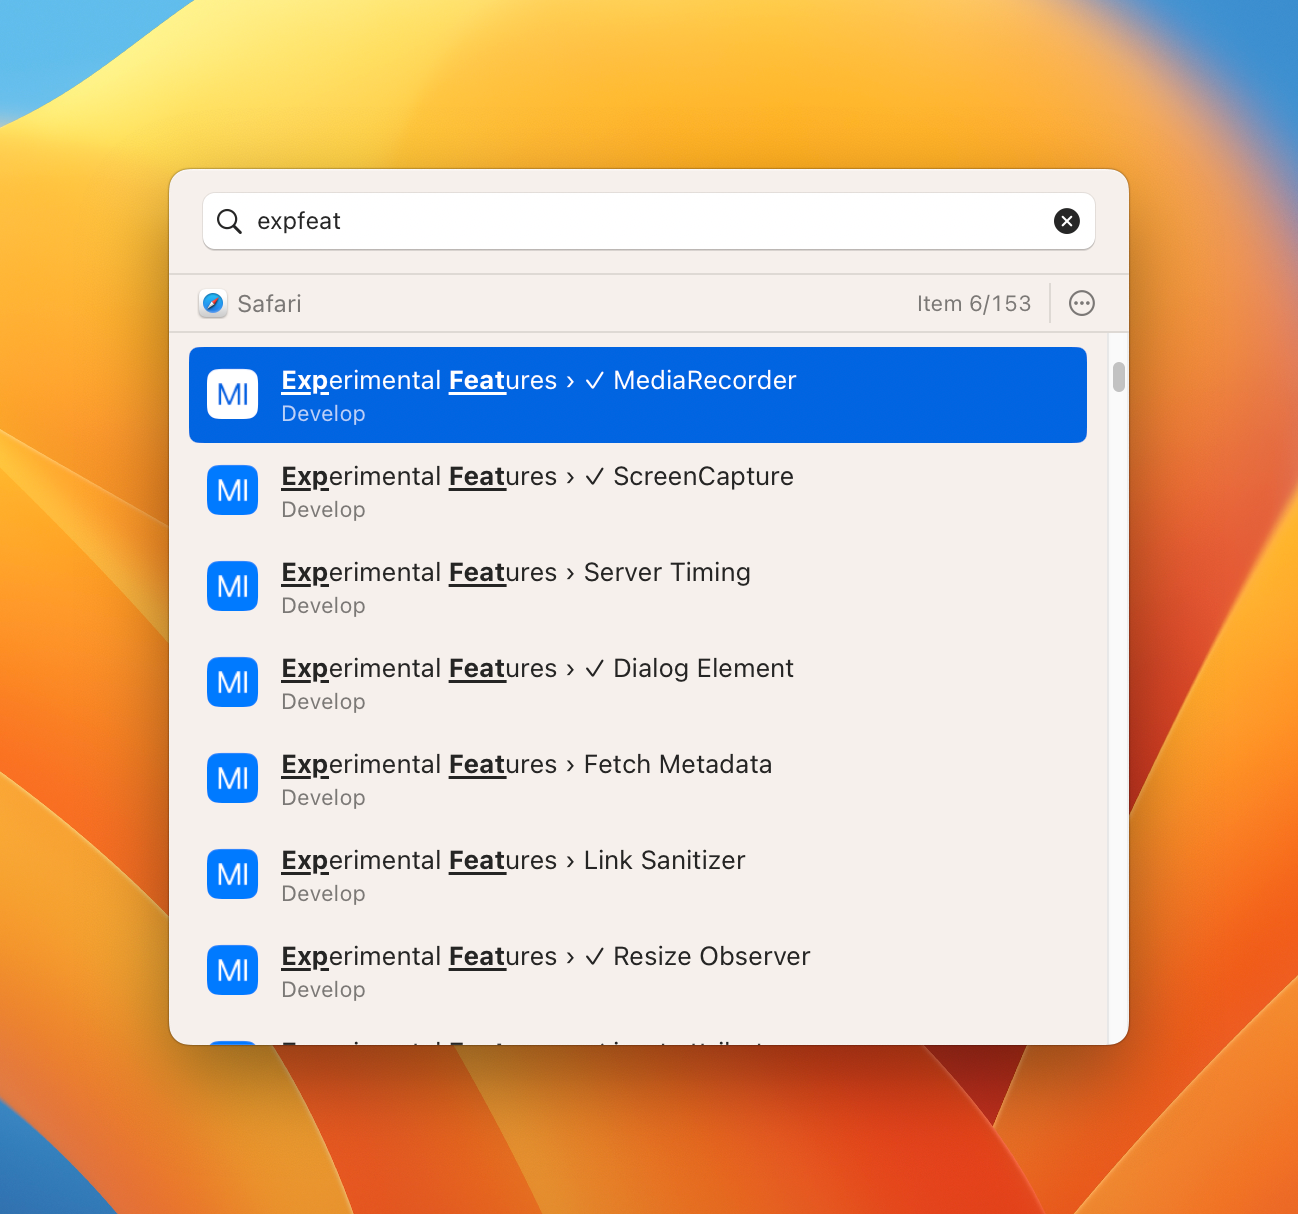 expfeat
Safari Item 6/153
MI Experimental Features › ✓ MediaRecorder
Develop
MI Experimental Features › ✓ ScreenCapture
Develop
MI Experimental Features › Server Timing
Develop
MI Experimental Features › ✓ Dialog Element
Develop
MI Experimental Features › Fetch Metadata
Develop
MI Experimental Features › Link Sanitizer
Develop
MI Experimental Features › ✓ Resize Observer
Develop